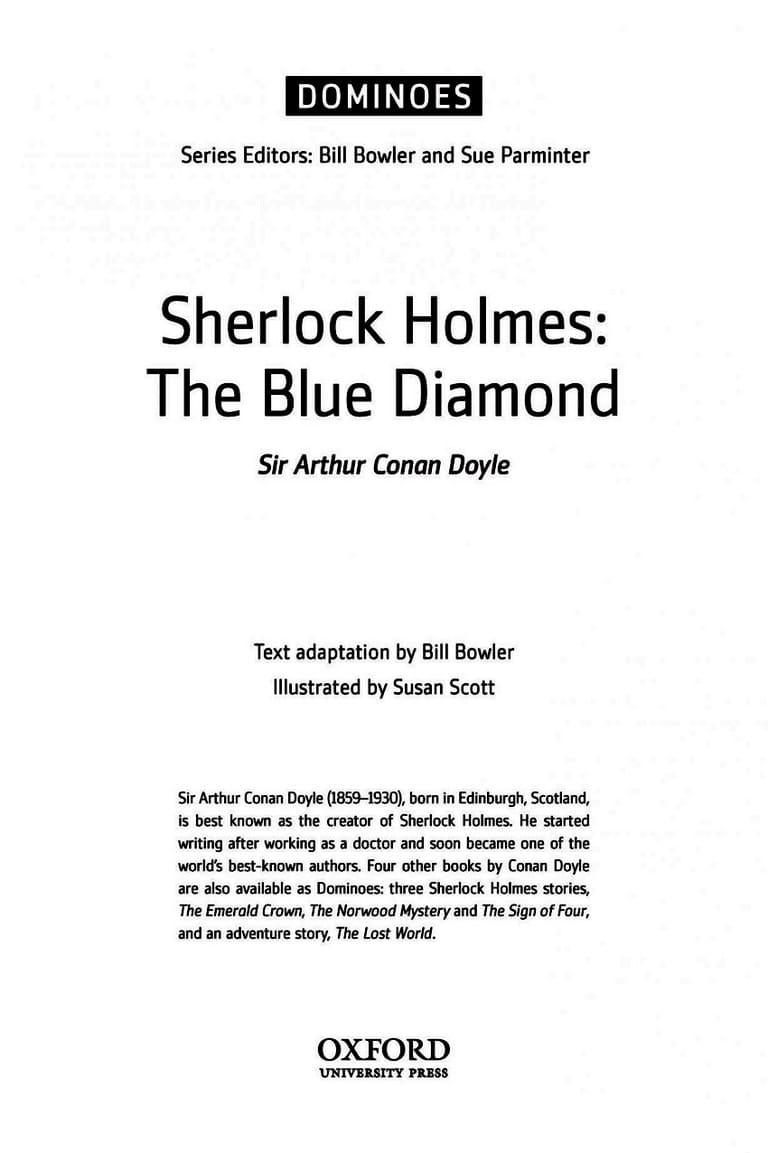 DOMINOES
Series Editors: Bill Bowler and Sue Parminter
Sherlock Holmes:
The Blue Diamond
Sir Arthur Conan Doyle
Text adaptation by Bill Bowler
Illustrated by Susan Scott
Sir Arthur Conan Doyle (1859–1930), born in Edinburgh, Scotland,
is best known as the creator of Sherlock Holmes. He started
writing after working as a doctor and soon became one of the
world's best-known authors. Four other books by Conan Doyle
are also available as Dominoes: three Sherlock Holmes stories,
The Emerald Crown, The Norwood Mystery and The Sign of Four,
and an adventure story, The Lost World.
OXFORD
UNIVERSITY PRESS